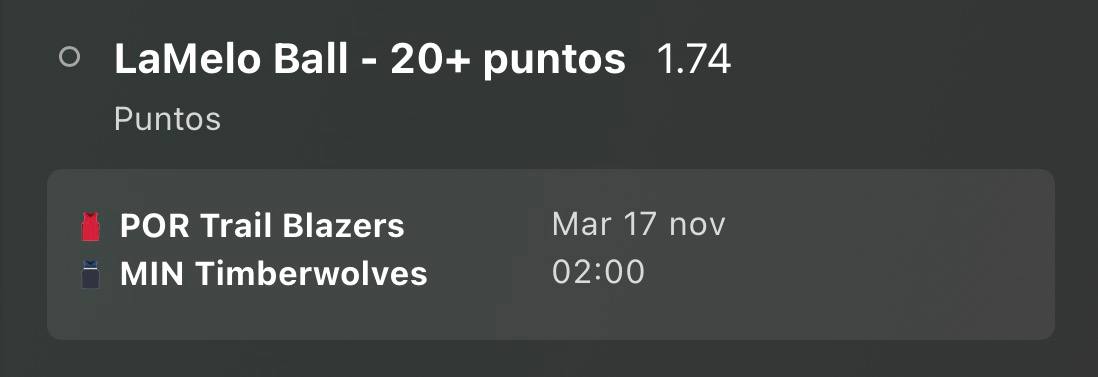 LaMelo Ball - 20+ puntos 1.74
Puntos
POR Trail Blazers Mar 17 nov
MIN Timberwolves 02:00